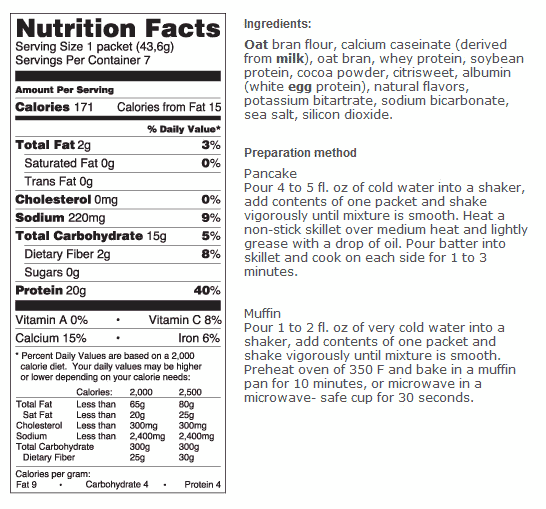 Nutrition Facts
Serving Size 1 packet (43,6g)
Servings Per Container 7
Amount Per Serving
Calories 171 Calories from Fat 15
% Daily Value*
Total Fat 2g 3%
Saturated Fat 0g 0%
Trans Fat 0g
Cholesterol 0mg 0%
Sodium 220mg 9%
Total Carbohydrate 15g 5%
Dietary Fiber 2g 8%
Sugars 0g
Protein 20g 40%
Vitamin A 0% • Vitamin C 8%
Calcium 15% • Iron 6%
* Percent Daily Values are based on a 2,000
calorie diet. Your daily values may be higher
or lower depending on your calorie needs:
Calories: 2,000 2,500
Total Fat Less than 65g 80g
Sat Fat Less than 20g 25g
Cholesterol Less than 300mg 300mg
Sodium Less than 2,400mg 2,400mg
Total Carbohydrate 300g 300g
Dietary Fiber 25g 30g
Calories per gram:
Fat 9 • Carbohydrate 4 • Protein 4
Ingredients:
Oat bran flour, calcium caseinate (derived
from milk), oat bran, whey protein, soybean
protein, cocoa powder, citrisweet, albumin
(white egg protein), natural flavors,
potassium bitartrate, sodium bicarbonate,
sea salt, silicon dioxide.
Preparation method
Pancake
Pour 4 to 5 fl. oz of cold water into a shaker,
add contents of one packet and shake
vigorously until mixture is smooth. Heat a
non-stick skillet over medium heat and lightly
grease with a drop of oil. Pour batter into
skillet and cook on each side for 1 to 3
minutes.
Muffin
Pour 1 to 2 fl. oz of very cold water into a
shaker, add contents of one packet and
shake vigorously until mixture is smooth.
Preheat oven of 350 F and bake in a muffin
pan for 10 minutes, or microwave in a
microwave- safe cup for 30 seconds.